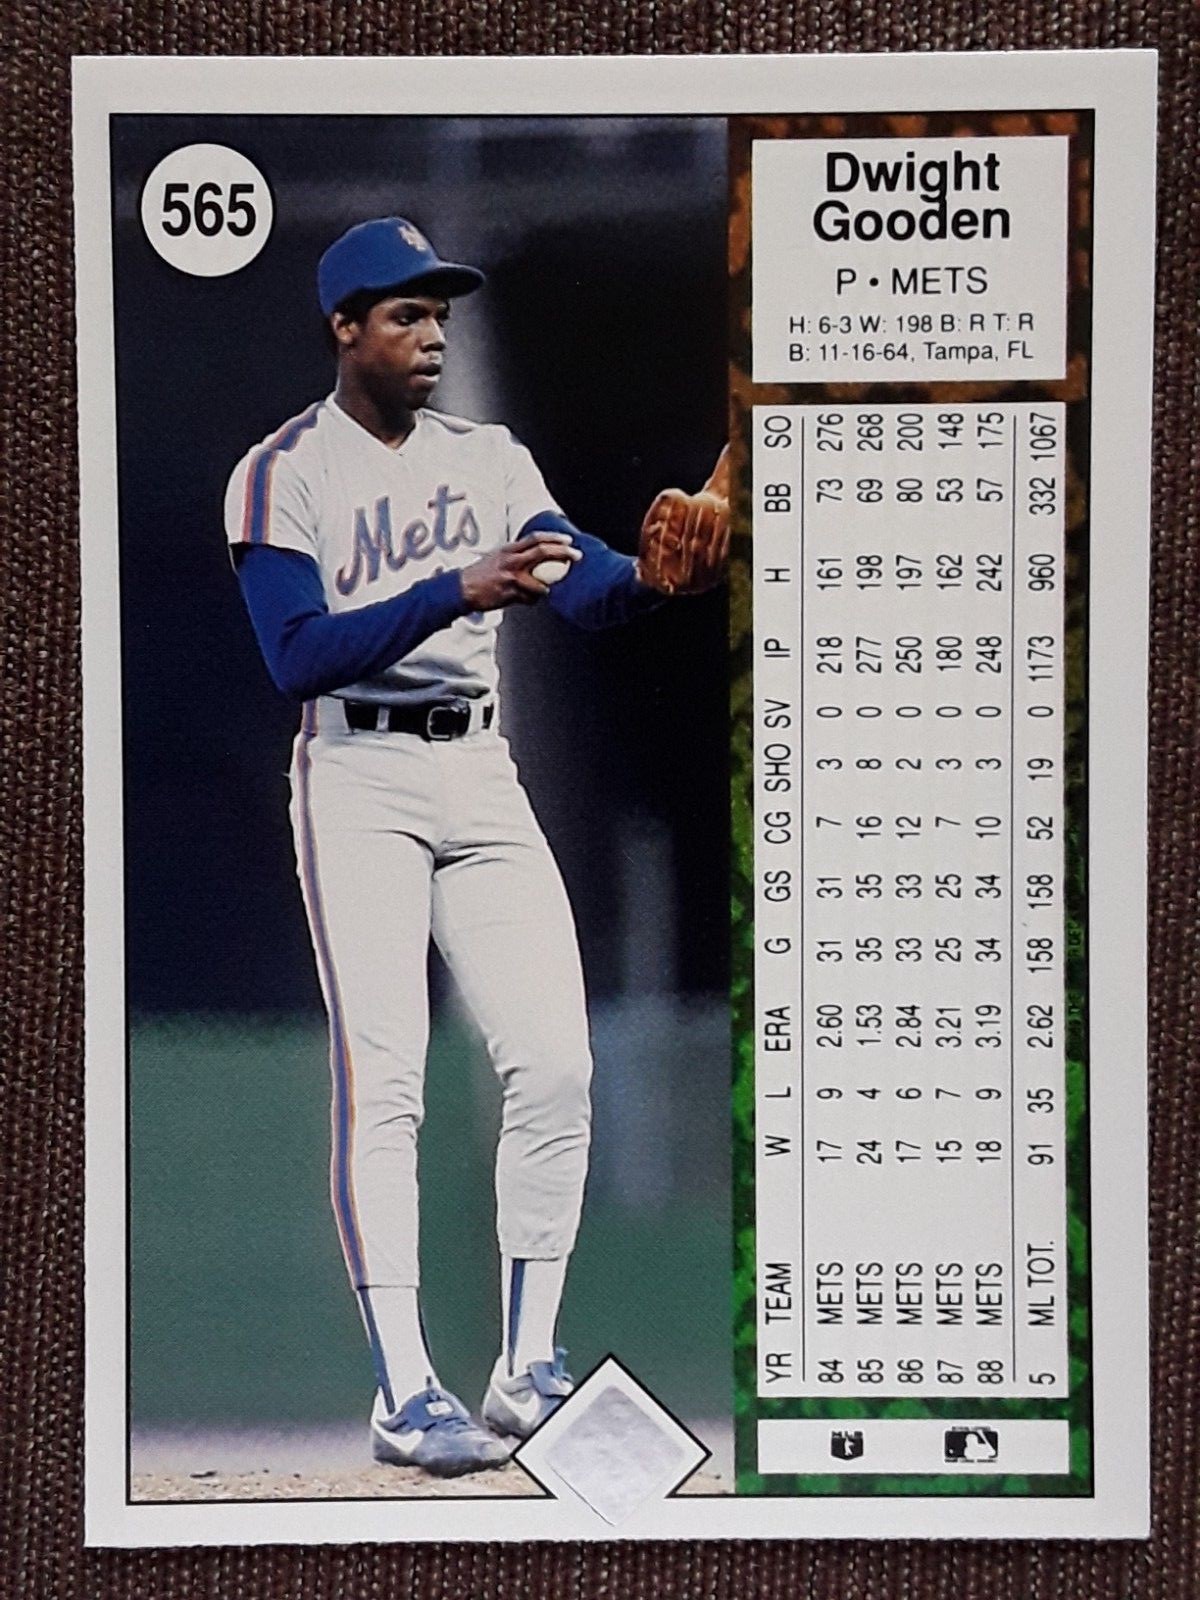 565
Dwight
Gooden
P • METS
H: 6-3 W: 198 B: R T: R
B: 11-16-64, Tampa, FL
YR TEAM W L ERA G GS CG SHO SV IP H BB SO
84 METS 17 9 2.60 31 31 7 3 0 218 161 73 276
85 METS 24 4 1.53 35 35 16 8 0 277 198 69 268
86 METS 17 6 2.84 33 33 12 2 0 250 197 80 200
87 METS 15 7 3.21 25 25 7 3 0 180 162 53 148
88 METS 18 9 3.19 34 34 10 3 0 248 242 57 175
5 ML TOT. 91 35 2.62 158 158 52 19 0 1173 960 332 1067
Mets